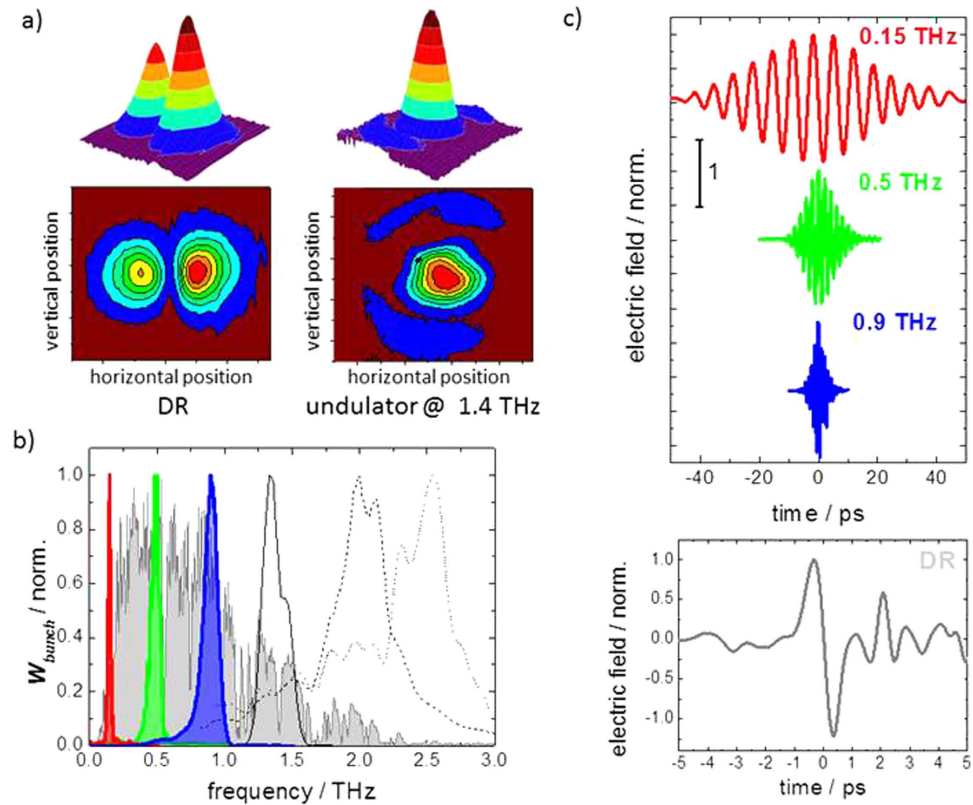 a)
vertical position
horizontal position
DR
vertical position
horizontal position
undulator @ 1.4 THz
b)
W_bunch / norm.
1.0
0.8
0.6
0.4
0.2
0.0
0.0 0.5 1.0 1.5 2.0 2.5 3.0
frequency / THz
c)
electric field / norm.
0.15 THz
1
0.5 THz
0.9 THz
-40 -20 0 20 40
time / ps
DR
electric field / norm.
1.0
0.5
0.0
-0.5
-1.0
-5 -4 -3 -2 -1 0 1 2 3 4 5
time / ps